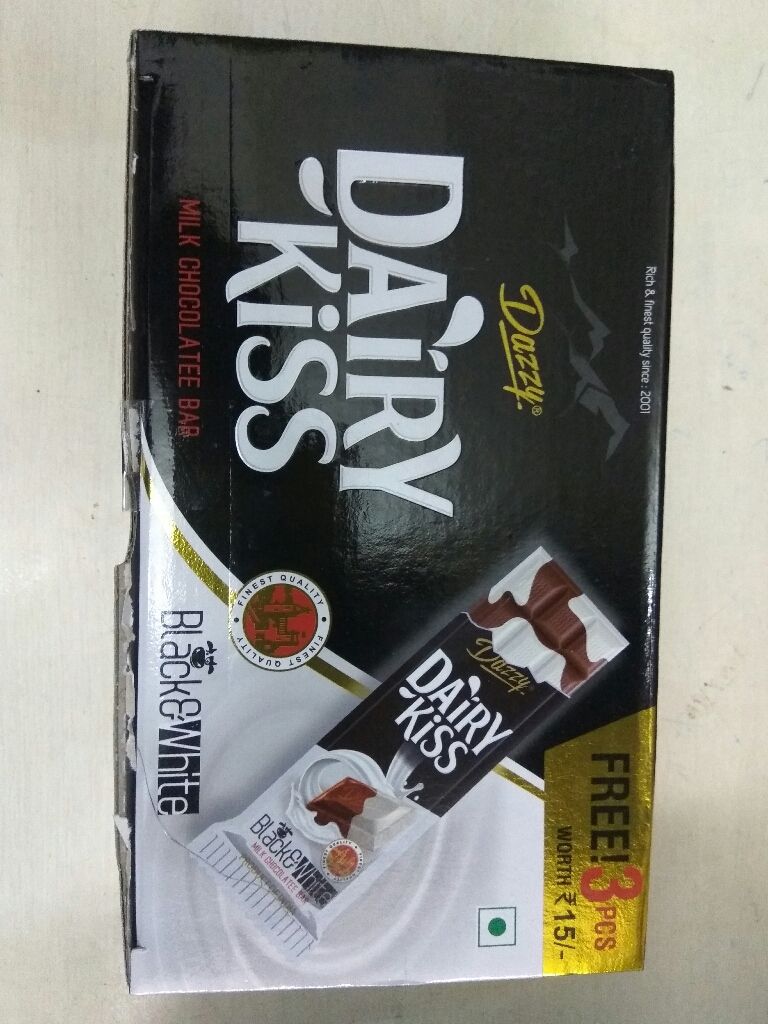 Rich & finest quality since : 2001
Dazzy®
DAiRY
KiSS
MILK CHOCOLATEE BAR
FREE! 3 PCS
WORTH ₹ 15/-
Dazzy
DAiRY
KiSS
Black&White
MILK CHOCOLATEE BAR
FINEST QUALITY • FINEST QUALITY •
Black&White